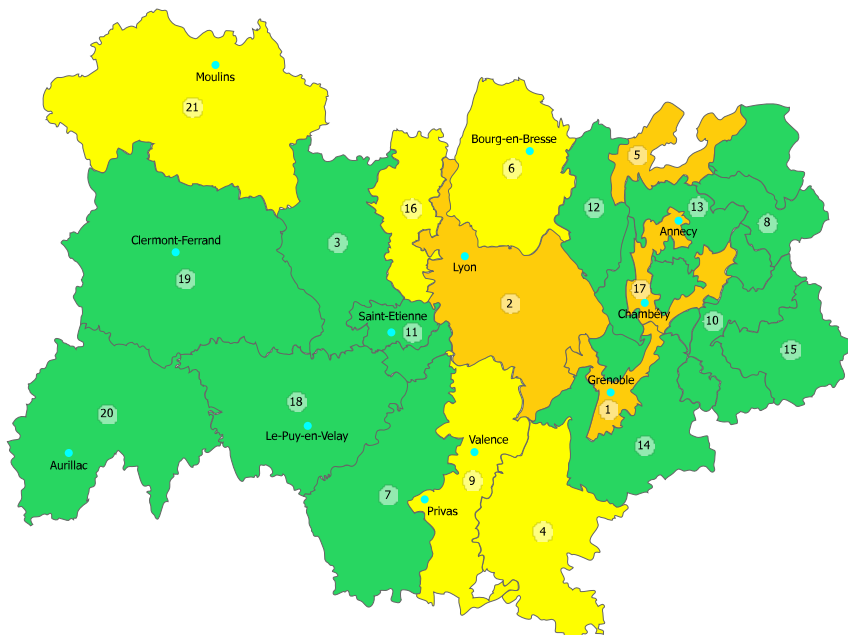 Moulins
21
Bourg-en-Bresse
6
5
16
12
13
Annecy
8
Clermont-Ferrand
3
19
Lyon
17
2
Chambéry
Saint-Etienne
11
10
15
Grenoble
1
20
18
Le-Puy-en-Velay
Aurillac
Valence
14
9
7
Privas
4